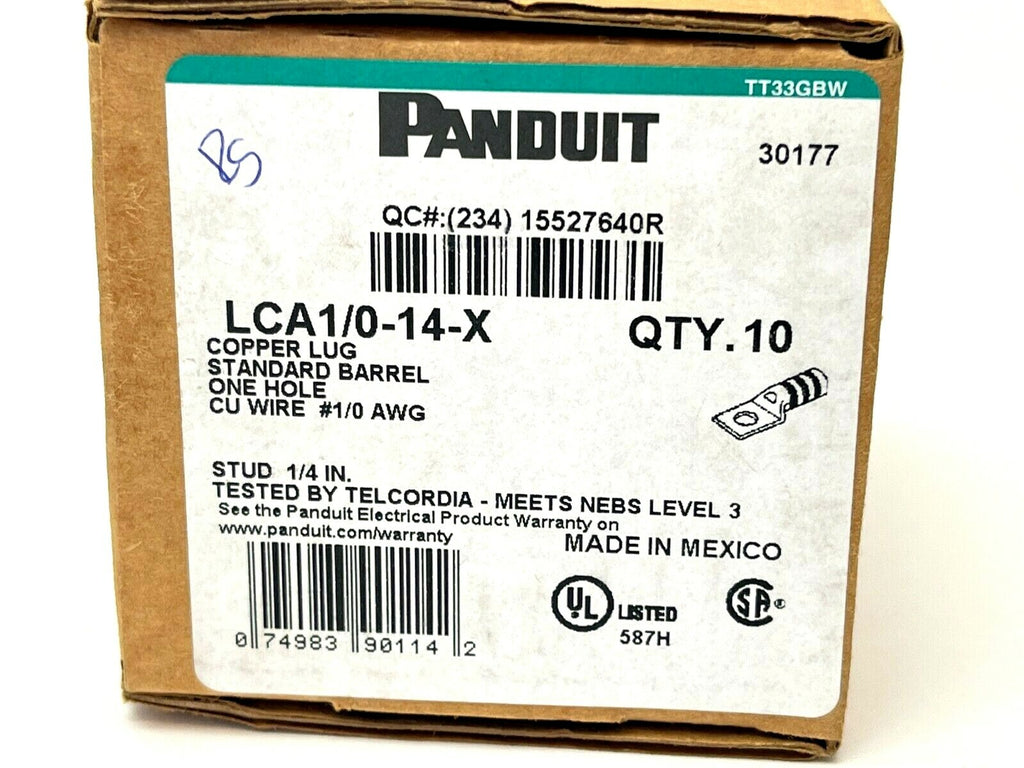 TT33GBW
PANDUIT
30177
QC#:(234) 15527640R
LCA1/0-14-X QTY.10
COPPER LUG
STANDARD BARREL
ONE HOLE
CU WIRE #1/0 AWG
STUD 1/4 IN.
TESTED BY TELCORDIA - MEETS NEBS LEVEL 3
See the Panduit Electrical Product Warranty on
www.panduit.com/warranty
MADE IN MEXICO
UL LISTED
587H
SA ®
0 74983 90114 2